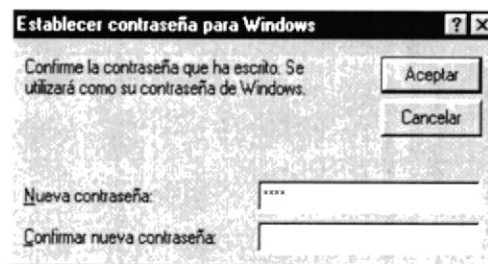 Establecer contraseña para Windows
Confirme la contraseña que ha escrito. Se
utilizará como su contraseña de Windows.
Aceptar
Cancelar
Nueva contraseña:
****
Confirmar nueva contraseña: